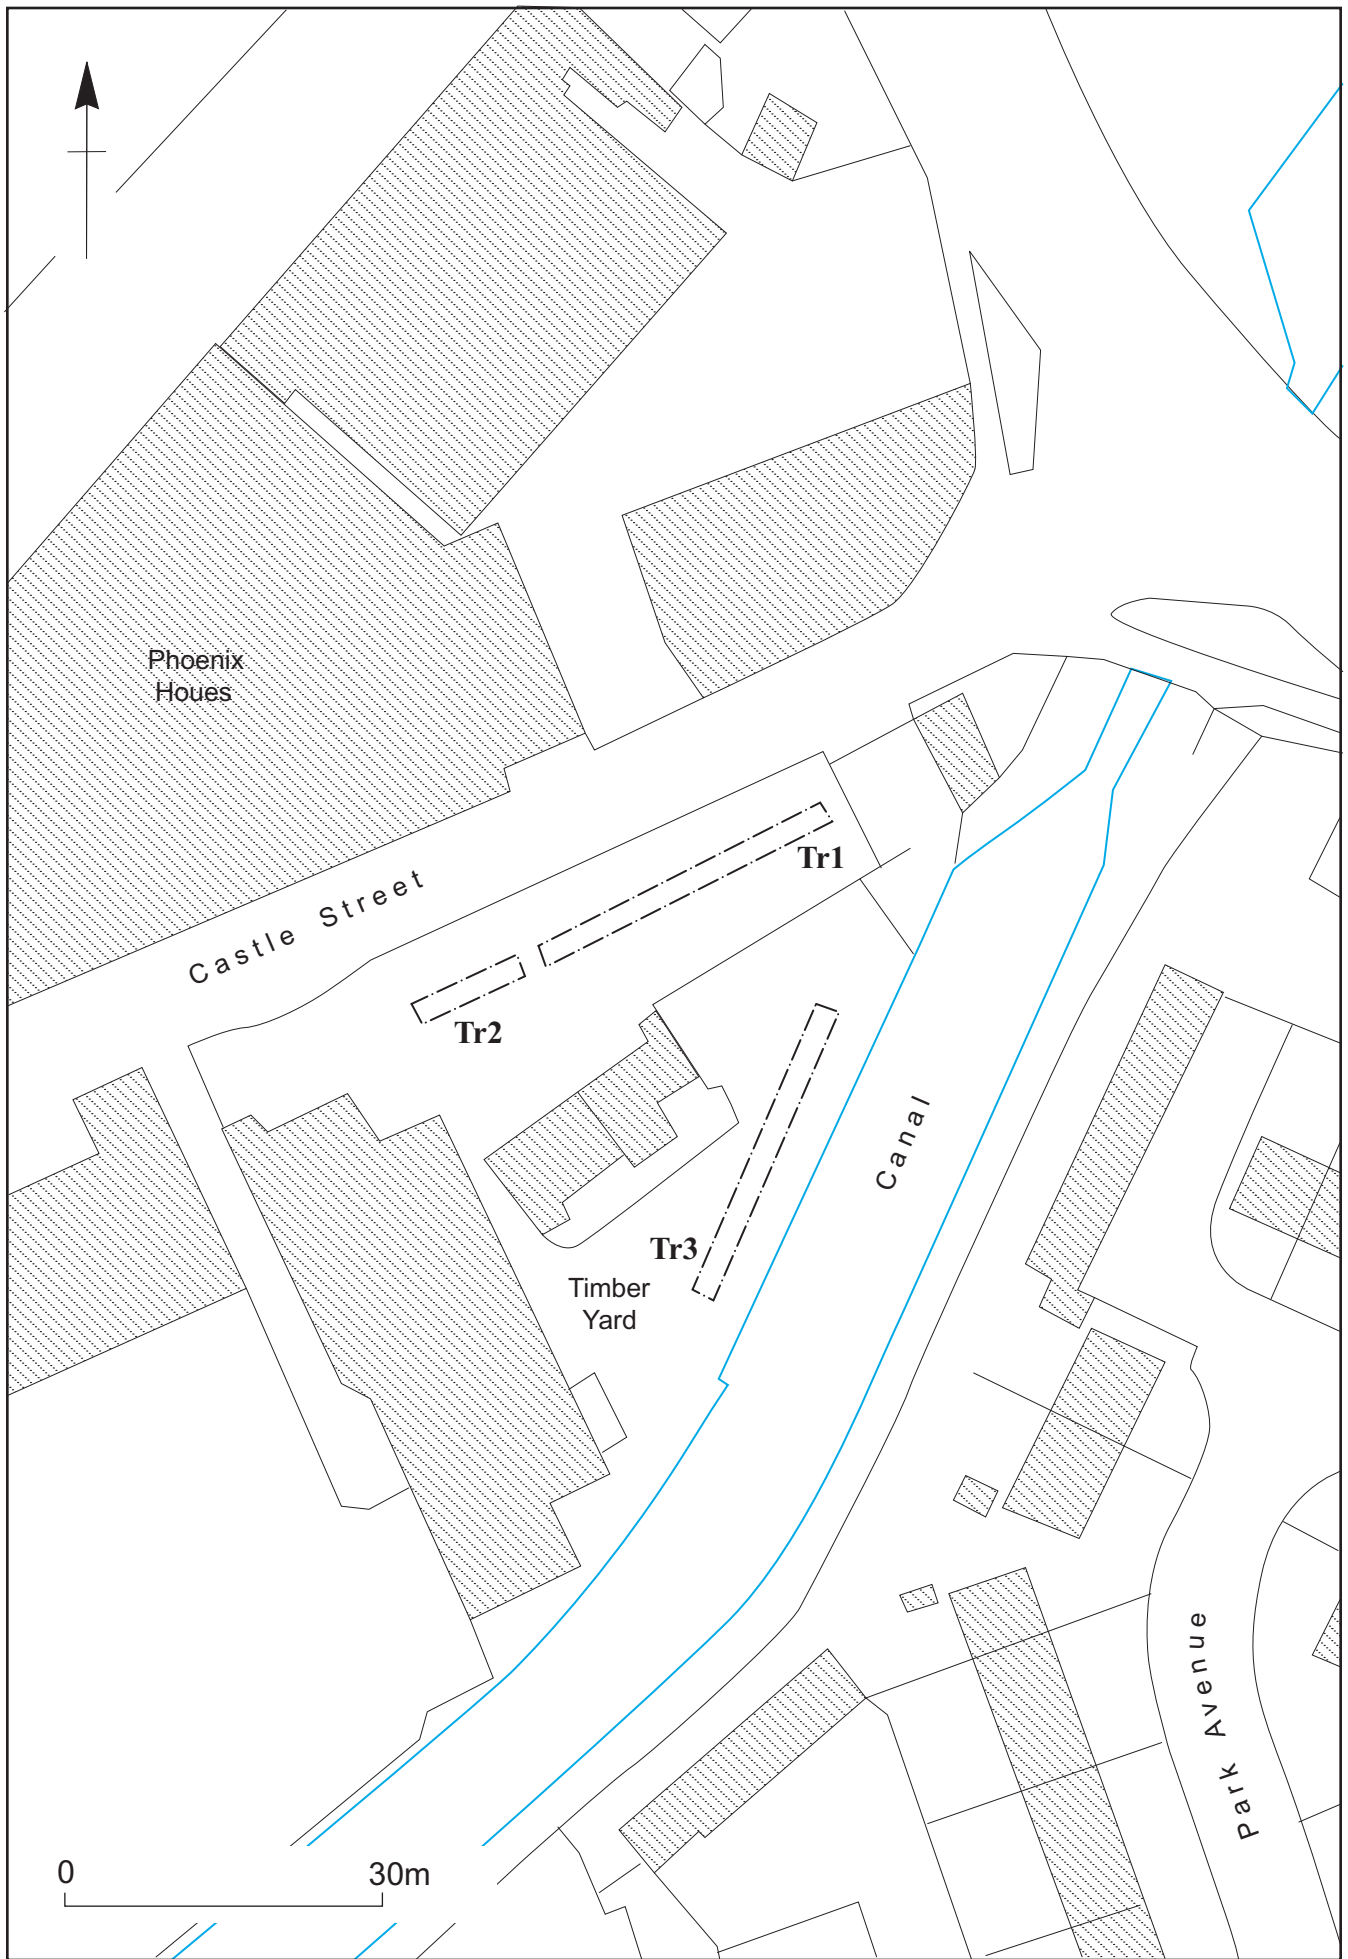 Phoenix
Houes
Castle Street
Tr1
Tr2
Tr3
Timber
Yard
Canal
Park Avenue
0 30m